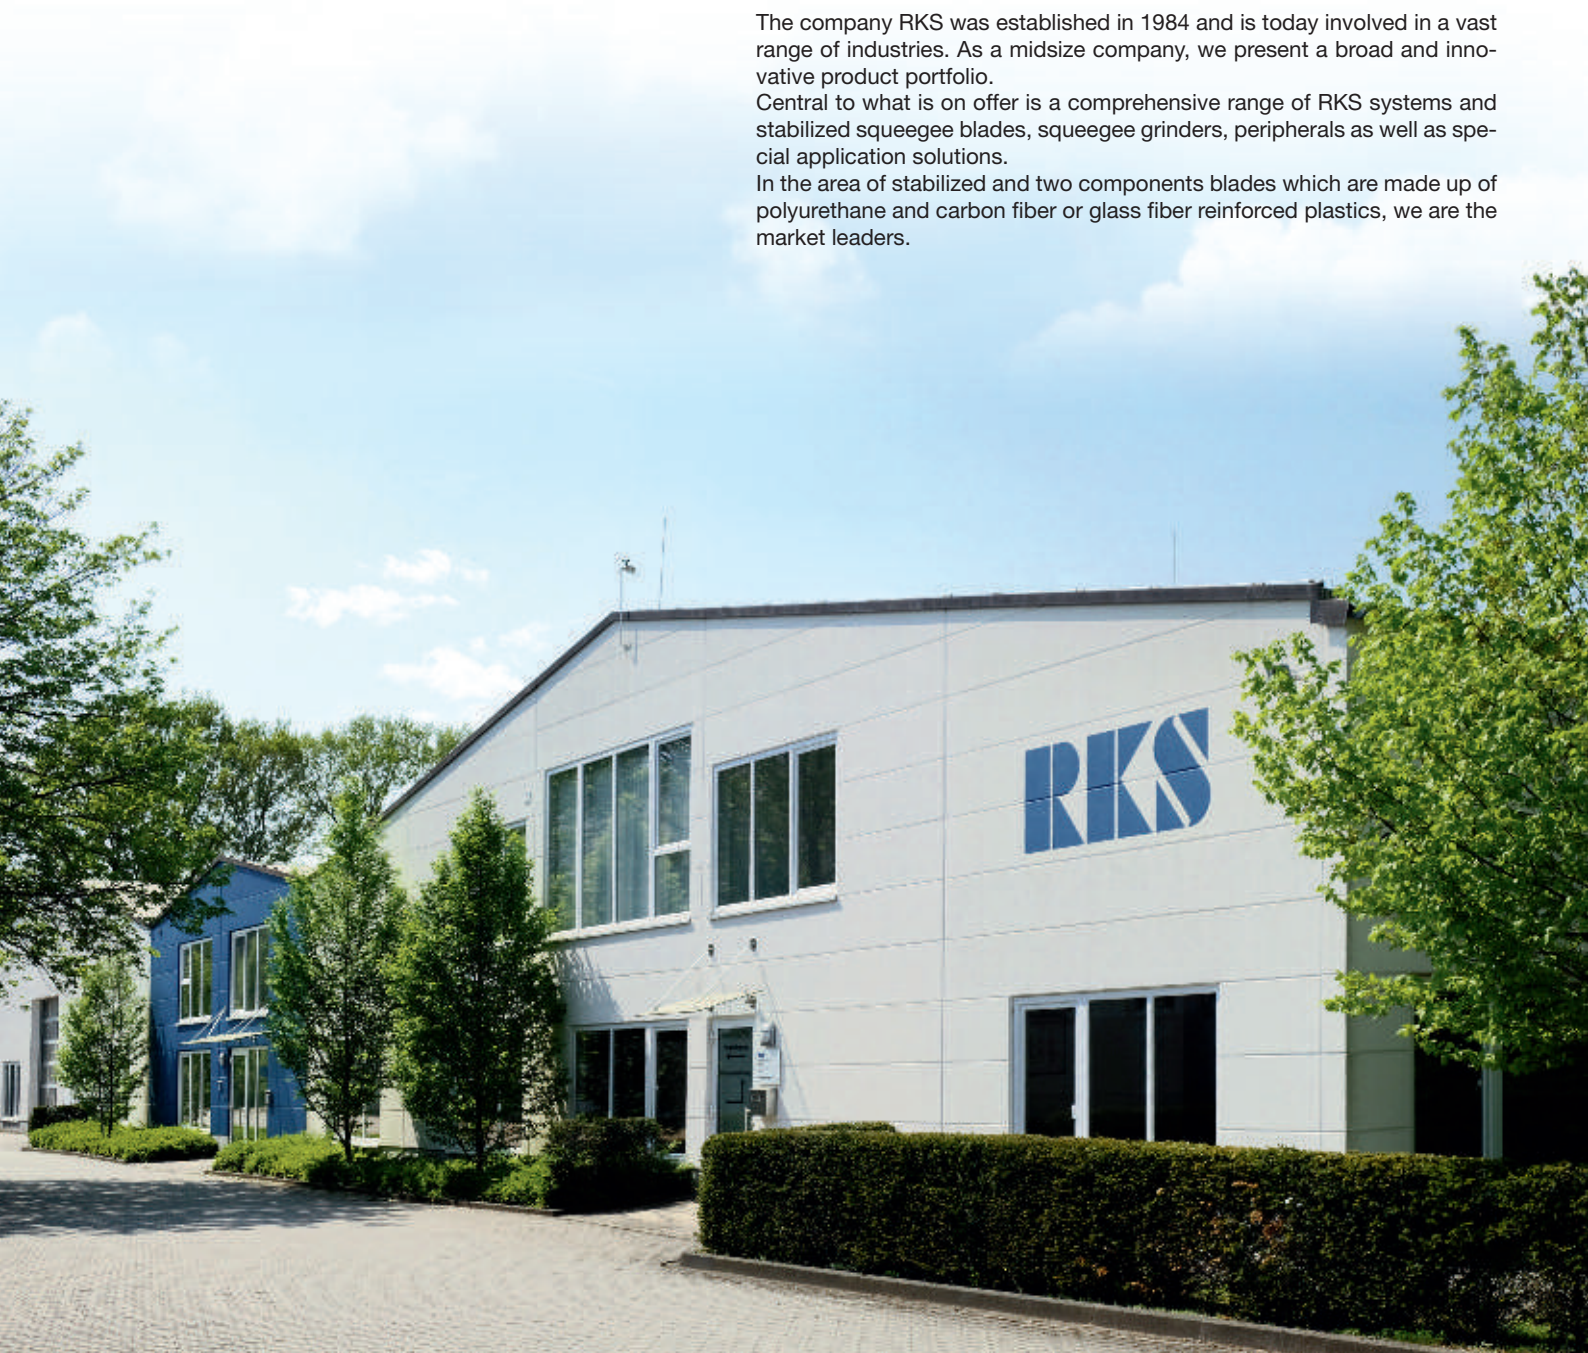 The company RKS was established in 1984 and is today involved in a vast
range of industries. As a midsize company, we present a broad and inno-
vative product portfolio.
Central to what is on offer is a comprehensive range of RKS systems and
stabilized squeegee blades, squeegee grinders, peripherals as well as spe-
cial application solutions.
In the area of stabilized and two components blades which are made up of
polyurethane and carbon fiber or glass fiber reinforced plastics, we are the
market leaders.
RKS